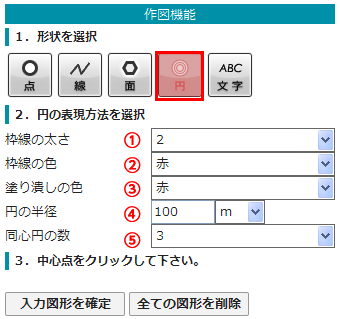 作図機能
1．形状を選択
点 線 面 円 ABC 文字
2．円の表現方法を選択
枠線の太さ ① 2
枠線の色 ② 赤
塗り潰しの色 ③ 赤
円の半径 ④ 100 m
同心円の数 ⑤ 3
3．中心点をクリックして下さい。
入力図形を確定 全ての図形を削除